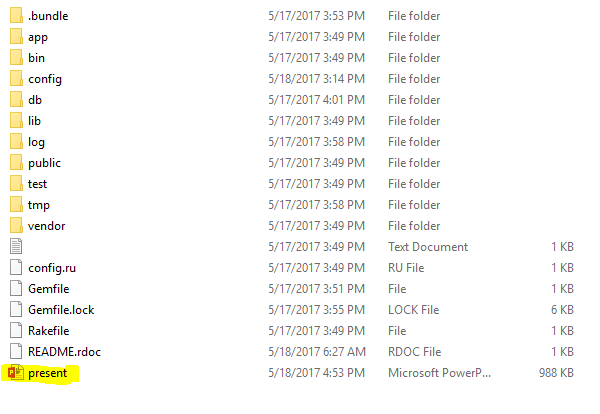 .bundle 5/17/2017 3:53 PM File folder
app 5/17/2017 3:49 PM File folder
bin 5/17/2017 3:49 PM File folder
config 5/18/2017 3:14 PM File folder
db 5/17/2017 4:01 PM File folder
lib 5/17/2017 3:49 PM File folder
log 5/17/2017 3:58 PM File folder
public 5/17/2017 3:49 PM File folder
test 5/17/2017 3:49 PM File folder
tmp 5/17/2017 3:58 PM File folder
vendor 5/17/2017 3:49 PM File folder
5/17/2017 3:49 PM Text Document 1 KB
config.ru 5/17/2017 3:49 PM RU File 1 KB
Gemfile 5/17/2017 3:51 PM File 1 KB
Gemfile.lock 5/17/2017 3:55 PM LOCK File 6 KB
Rakefile 5/17/2017 3:49 PM File 1 KB
README.rdoc 5/18/2017 6:27 AM RDOC File 1 KB
present 5/18/2017 4:53 PM Microsoft PowerP... 988 KB